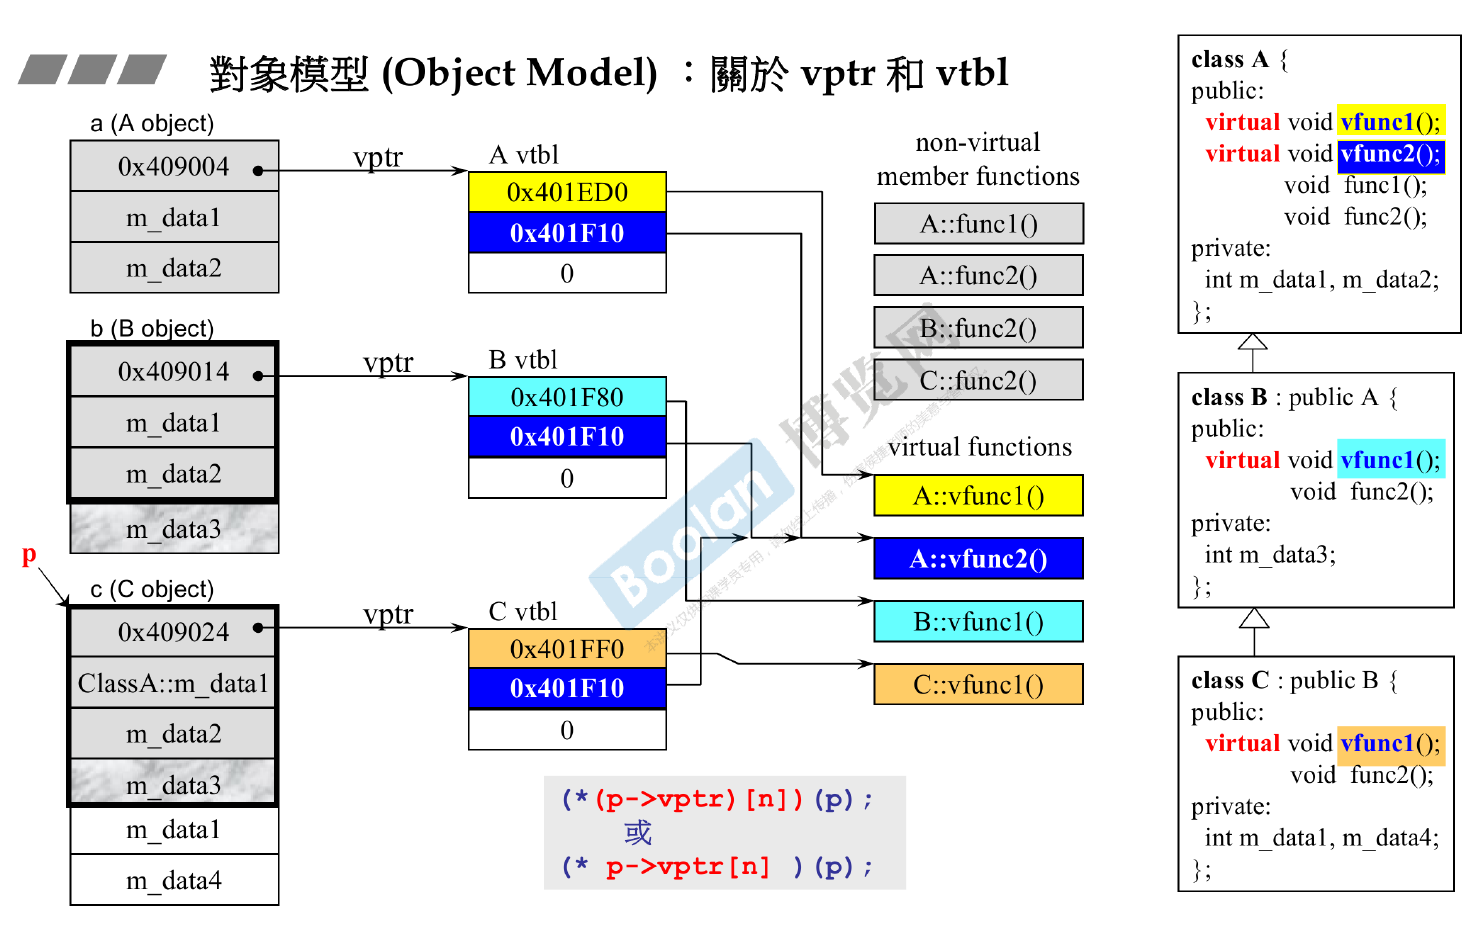 對象模型 (Object Model) ：關於 vptr 和 vtbl
a (A object)
0x409004
m_data1
m_data2
vptr
A vtbl
0x401ED0
0x401F10
0
b (B object)
0x409014
m_data1
m_data2
m_data3
vptr
B vtbl
0x401F80
0x401F10
0
p
c (C object)
0x409024
ClassA::m_data1
m_data2
m_data3
m_data1
m_data4
vptr
C vtbl
0x401FF0
0x401F10
0
non-virtual
member functions
A::func1()
A::func2()
B::func2()
C::func2()
virtual functions
A::vfunc1()
A::vfunc2()
B::vfunc1()
C::vfunc1()
(*(p->vptr)[n])(p);
或
(* p->vptr[n] )(p);
class A {
public:
virtual void vfunc1();
virtual void vfunc2();
void func1();
void func2();
private:
int m_data1, m_data2;
};
class B : public A {
public:
virtual void vfunc1();
void func2();
private:
int m_data3;
};
class C : public B {
public:
virtual void vfunc1();
void func2();
private:
int m_data1, m_data4;
};
Boolan
博览网